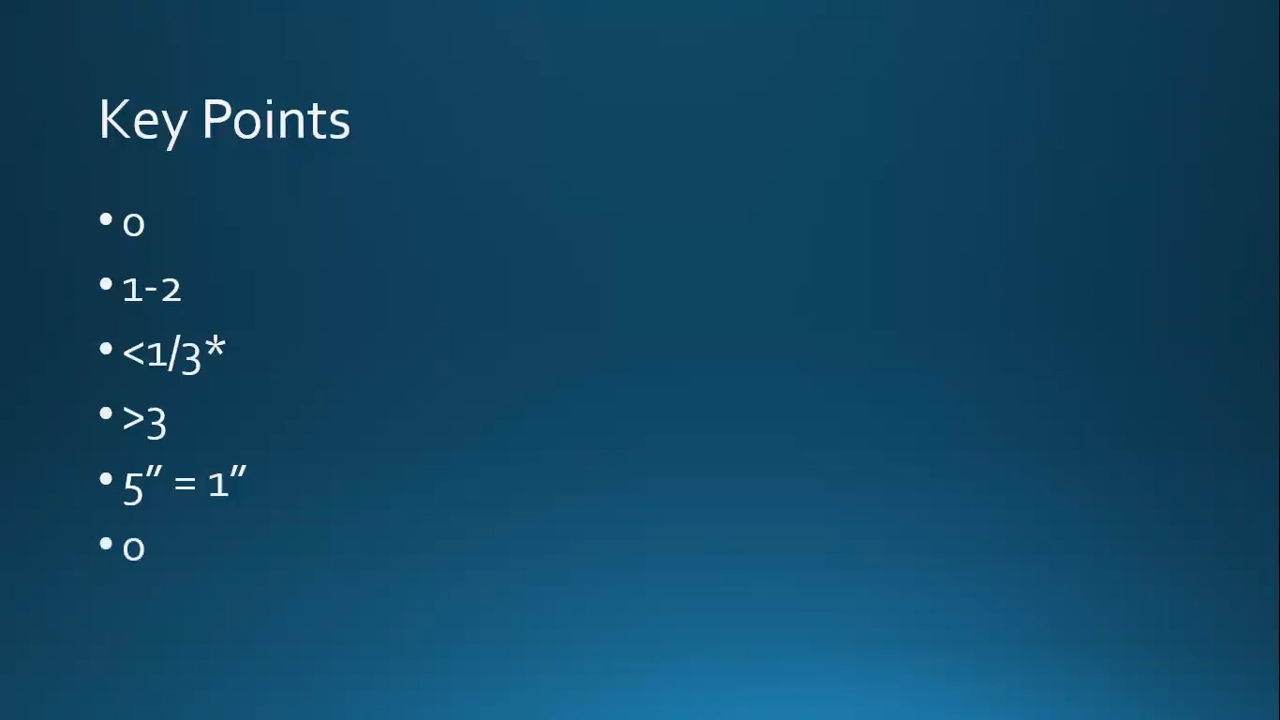 Key Points
• 0
• 1-2
• <1/3*
• >3
• 5” = 1”
• 0